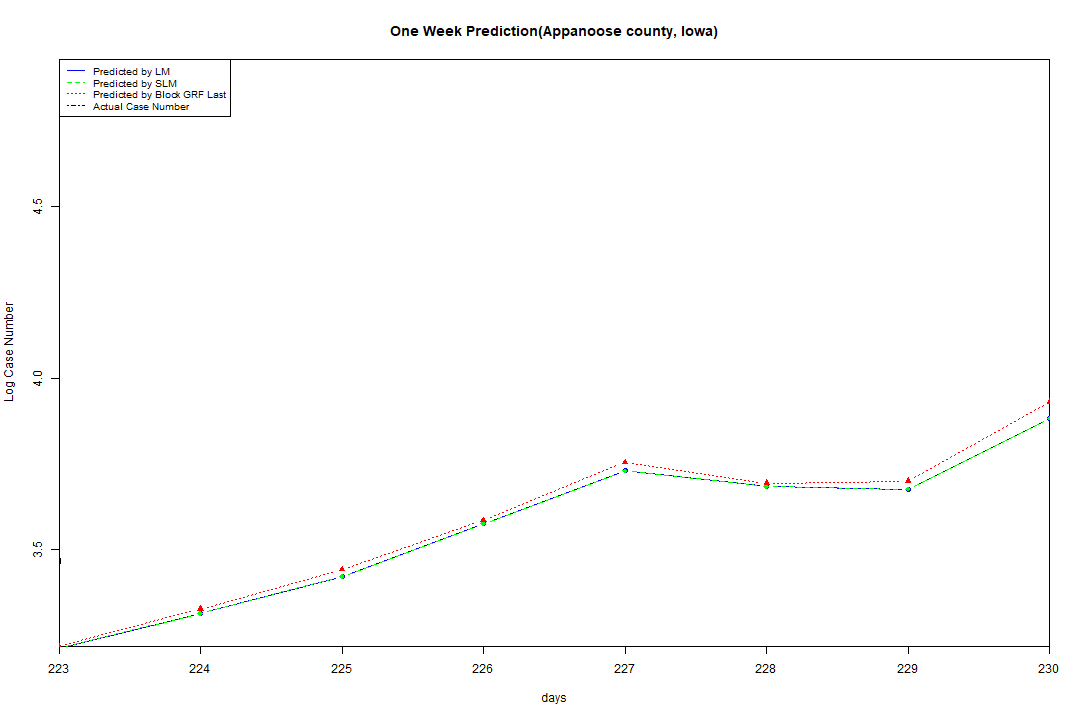 One Week Prediction(Appanoose county, Iowa)
Predicted by LM
Predicted by SLM
Predicted by Block GRF Last
Actual Case Number
Log Case Number
4.5
4.0
3.5
223 224 225 226 227 228 229 230
days